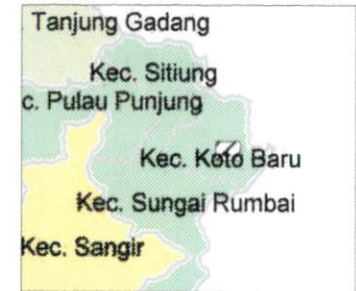 Tanjung Gadang
Kec. Sitiung
c. Pulau Punjung
Kec. Koto Baru
Kec. Sungai Rumbai
Kec. Sangir